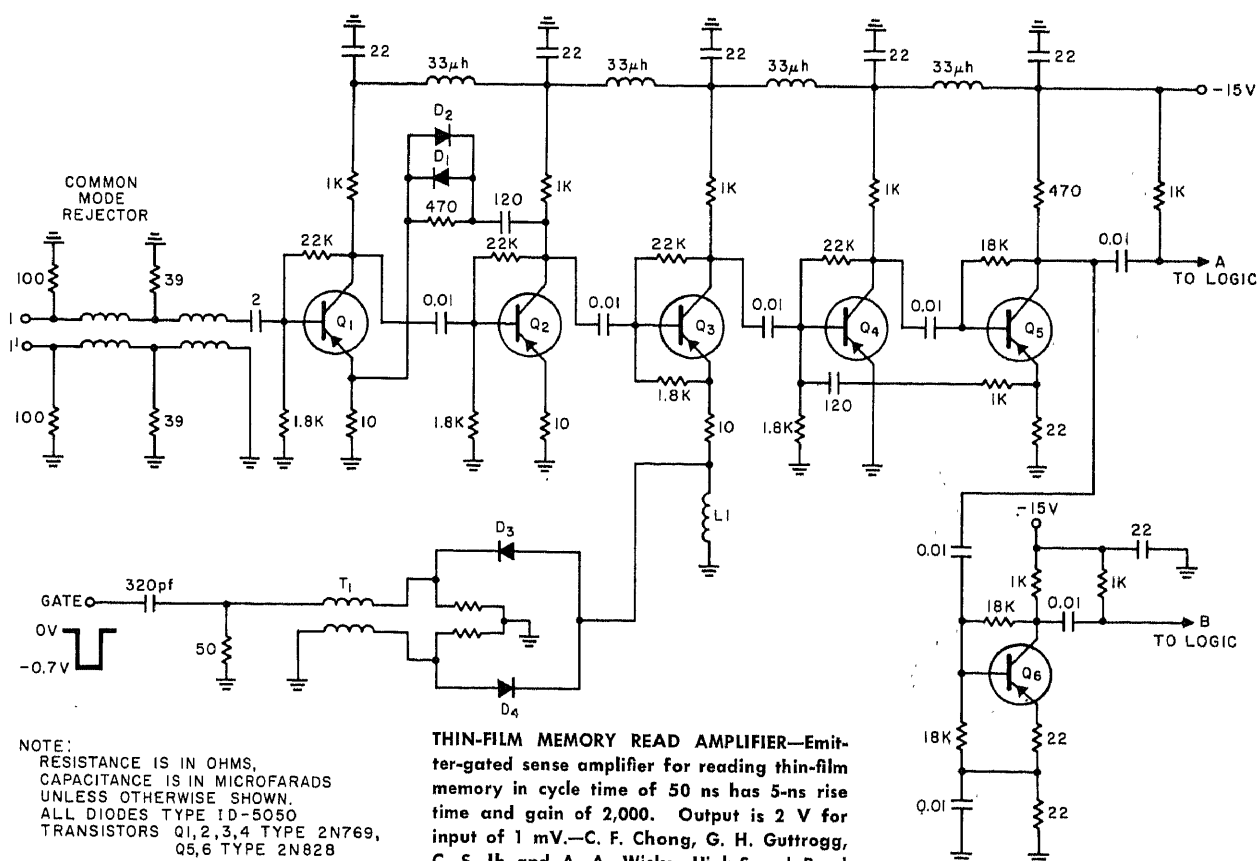 22
22
22
22
22
33μh
33μh
33μh
33μh
-15V
D2
D1
COMMON
MODE
REJECTOR
1K
470
120
1K
1K
1K
470
1K
100
39
22K
22K
22K
22K
18K
0.01
A
TO LOGIC
2
I
I'
Q1
0.01
Q2
0.01
Q3
0.01
Q4
0.01
Q5
100
39
1.8K
10
1.8K
10
1.8K
10
1.8K
120
1K
22
L1
-15V
D3
0.01
22
320pf
T1
1K
1K
GATE
18K
0.01
B
TO LOGIC
0V
-0.7V
50
Q6
D4
18K
22
0.01
22
NOTE:
RESISTANCE IS IN OHMS,
CAPACITANCE IS IN MICROFARADS
UNLESS OTHERWISE SHOWN.
ALL DIODES TYPE ID-5050
TRANSISTORS Q1,2,3,4 TYPE 2N769,
Q5,6 TYPE 2N828
THIN-FILM MEMORY READ AMPLIFIER—Emit-
ter-gated sense amplifier for reading thin-film
memory in cycle time of 50 ns has 5-ns rise
time and gain of 2,000. Output is 2 V for
input of 1 mV.—C. F. Chong, G. H. Guttrogg,